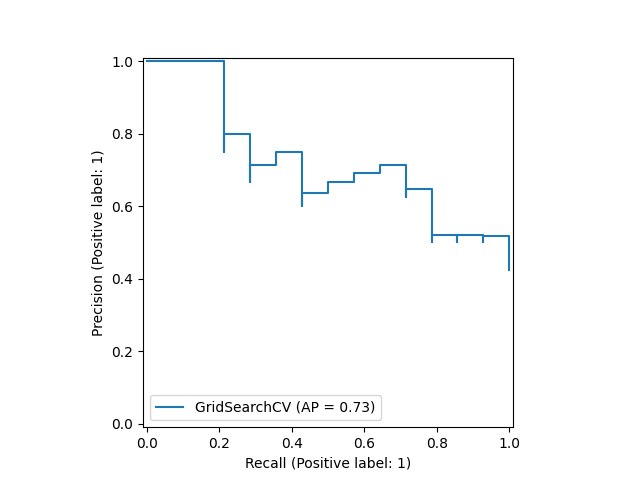 1.0
0.8
0.6
0.4
0.2
0.0
Precision (Positive label: 1)
GridSearchCV (AP = 0.73)
0.0 0.2 0.4 0.6 0.8 1.0
Recall (Positive label: 1)